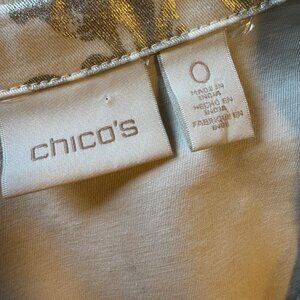 chico's
0
MADE IN
INDIA
HECHO EN
INDIA
FABRIQUE EN
INDE